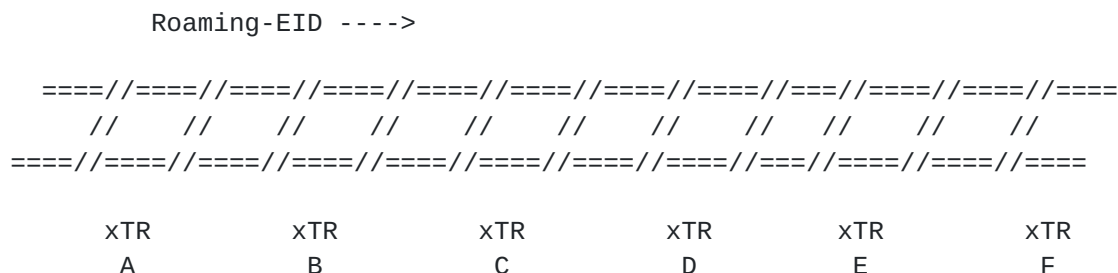 Roaming-EID ---->
====//====//====//====//====//====//====//===//====//====//====
// // // // // // // // // // //
====//====//====//====//====//====//====//====//===//====//====//====
xTR xTR xTR xTR xTR xTR
A B C D E F